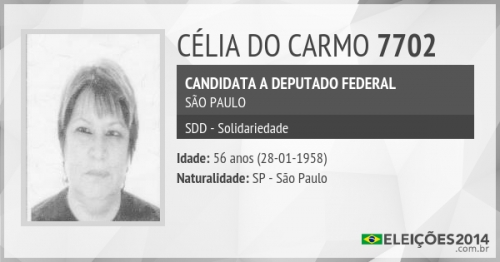 CÉLIA DO CARMO 7702
CANDIDATA A DEPUTADO FEDERAL
SÃO PAULO
SDD - Solidariedade
Idade: 56 anos (28-01-1958)
Naturalidade: SP - São Paulo
ELEIÇÕES2014
.com.br